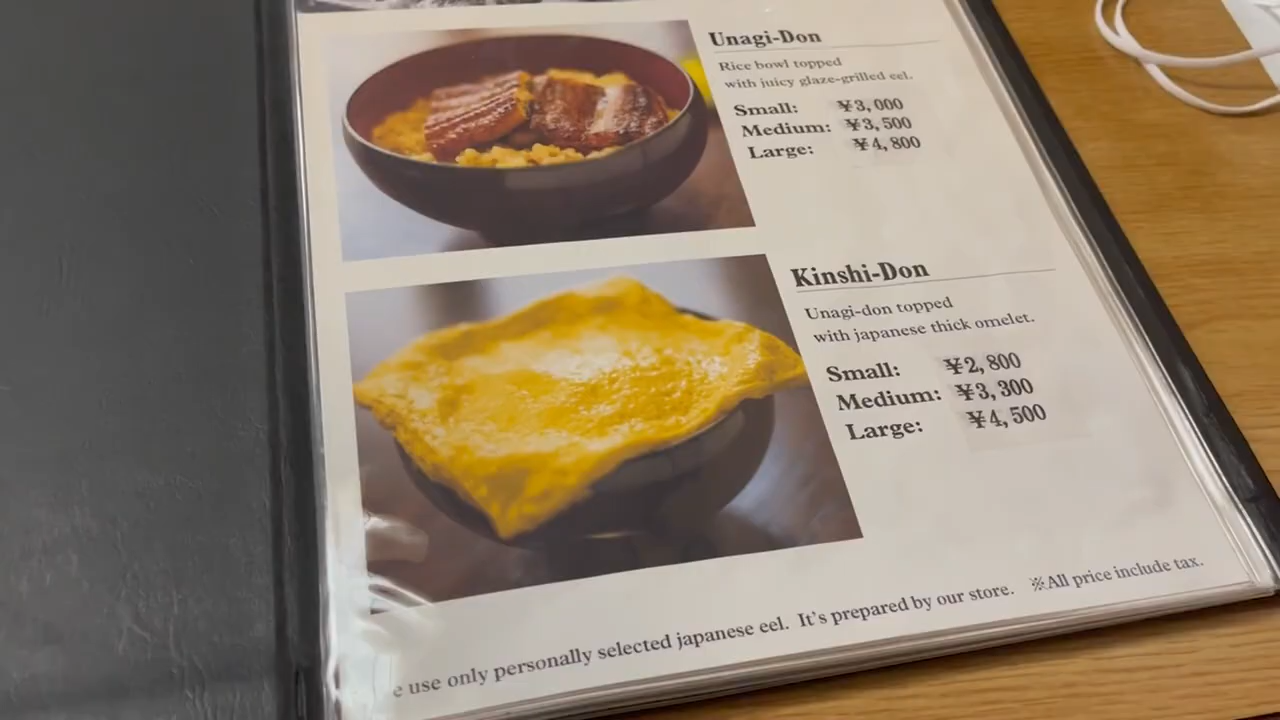 Unagi-Don
Rice bowl topped
with juicy glaze-grilled eel.
Small: ¥3,000
Medium: ¥3,500
Large: ¥4,800
Kinshi-Don
Unagi-don topped
with japanese thick omelet.
Small: ¥2,800
Medium: ¥3,300
Large: ¥4,500
e use only personally selected japanese eel. It's prepared by our store. ※All price include tax.